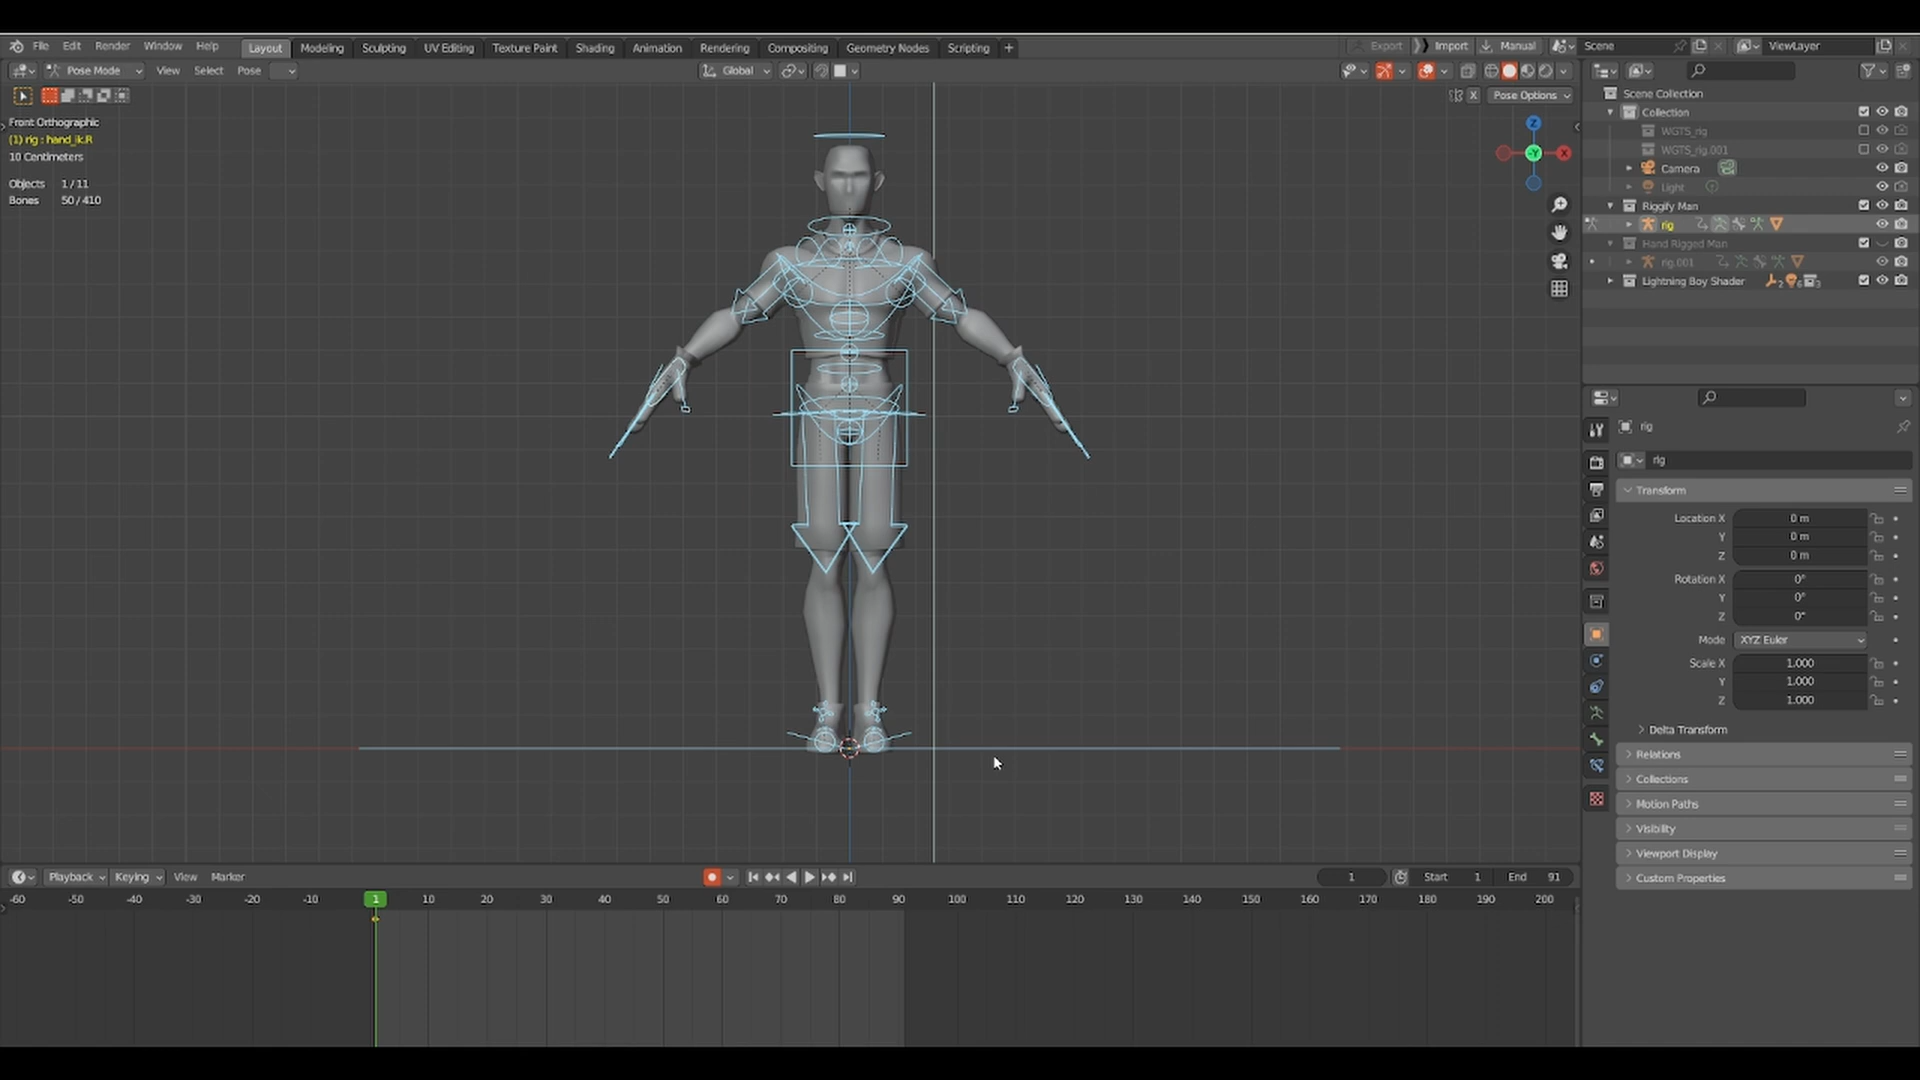 File Edit Render Window Help Layout Modeling Sculpting UV Editing Texture Paint Shading Animation Rendering Compositing Geometry Nodes Scripting + Export Import Manual Scene ViewLayer
Pose Mode View Select Pose Global
X Pose Options
Front Orthographic
(1) rig : hand_ik.R
10 Centimeters
Objects 1 / 11
Bones 50 / 410
Z
-Y X
Scene Collection
Collection
WGTS_rig
WGTS_rig.001
Camera
Light
Riggify Man
rig
Hand Rigged Man
rig.001
Lightning Boy Shader 2 6 3
rig
rig
Transform
Location X 0 m
Y 0 m
Z 0 m
Rotation X 0°
Y 0°
Z 0°
Mode XYZ Euler
Scale X 1.000
Y 1.000
Z 1.000
Delta Transform
Relations
Collections
Motion Paths
Visibility
Viewport Display
Custom Properties
Playback Keying View Marker 1 Start 1 End 91
-60 -50 -40 -30 -20 -10 1 10 20 30 40 50 60 70 80 90 100 110 120 130 140 150 160 170 180 190 200